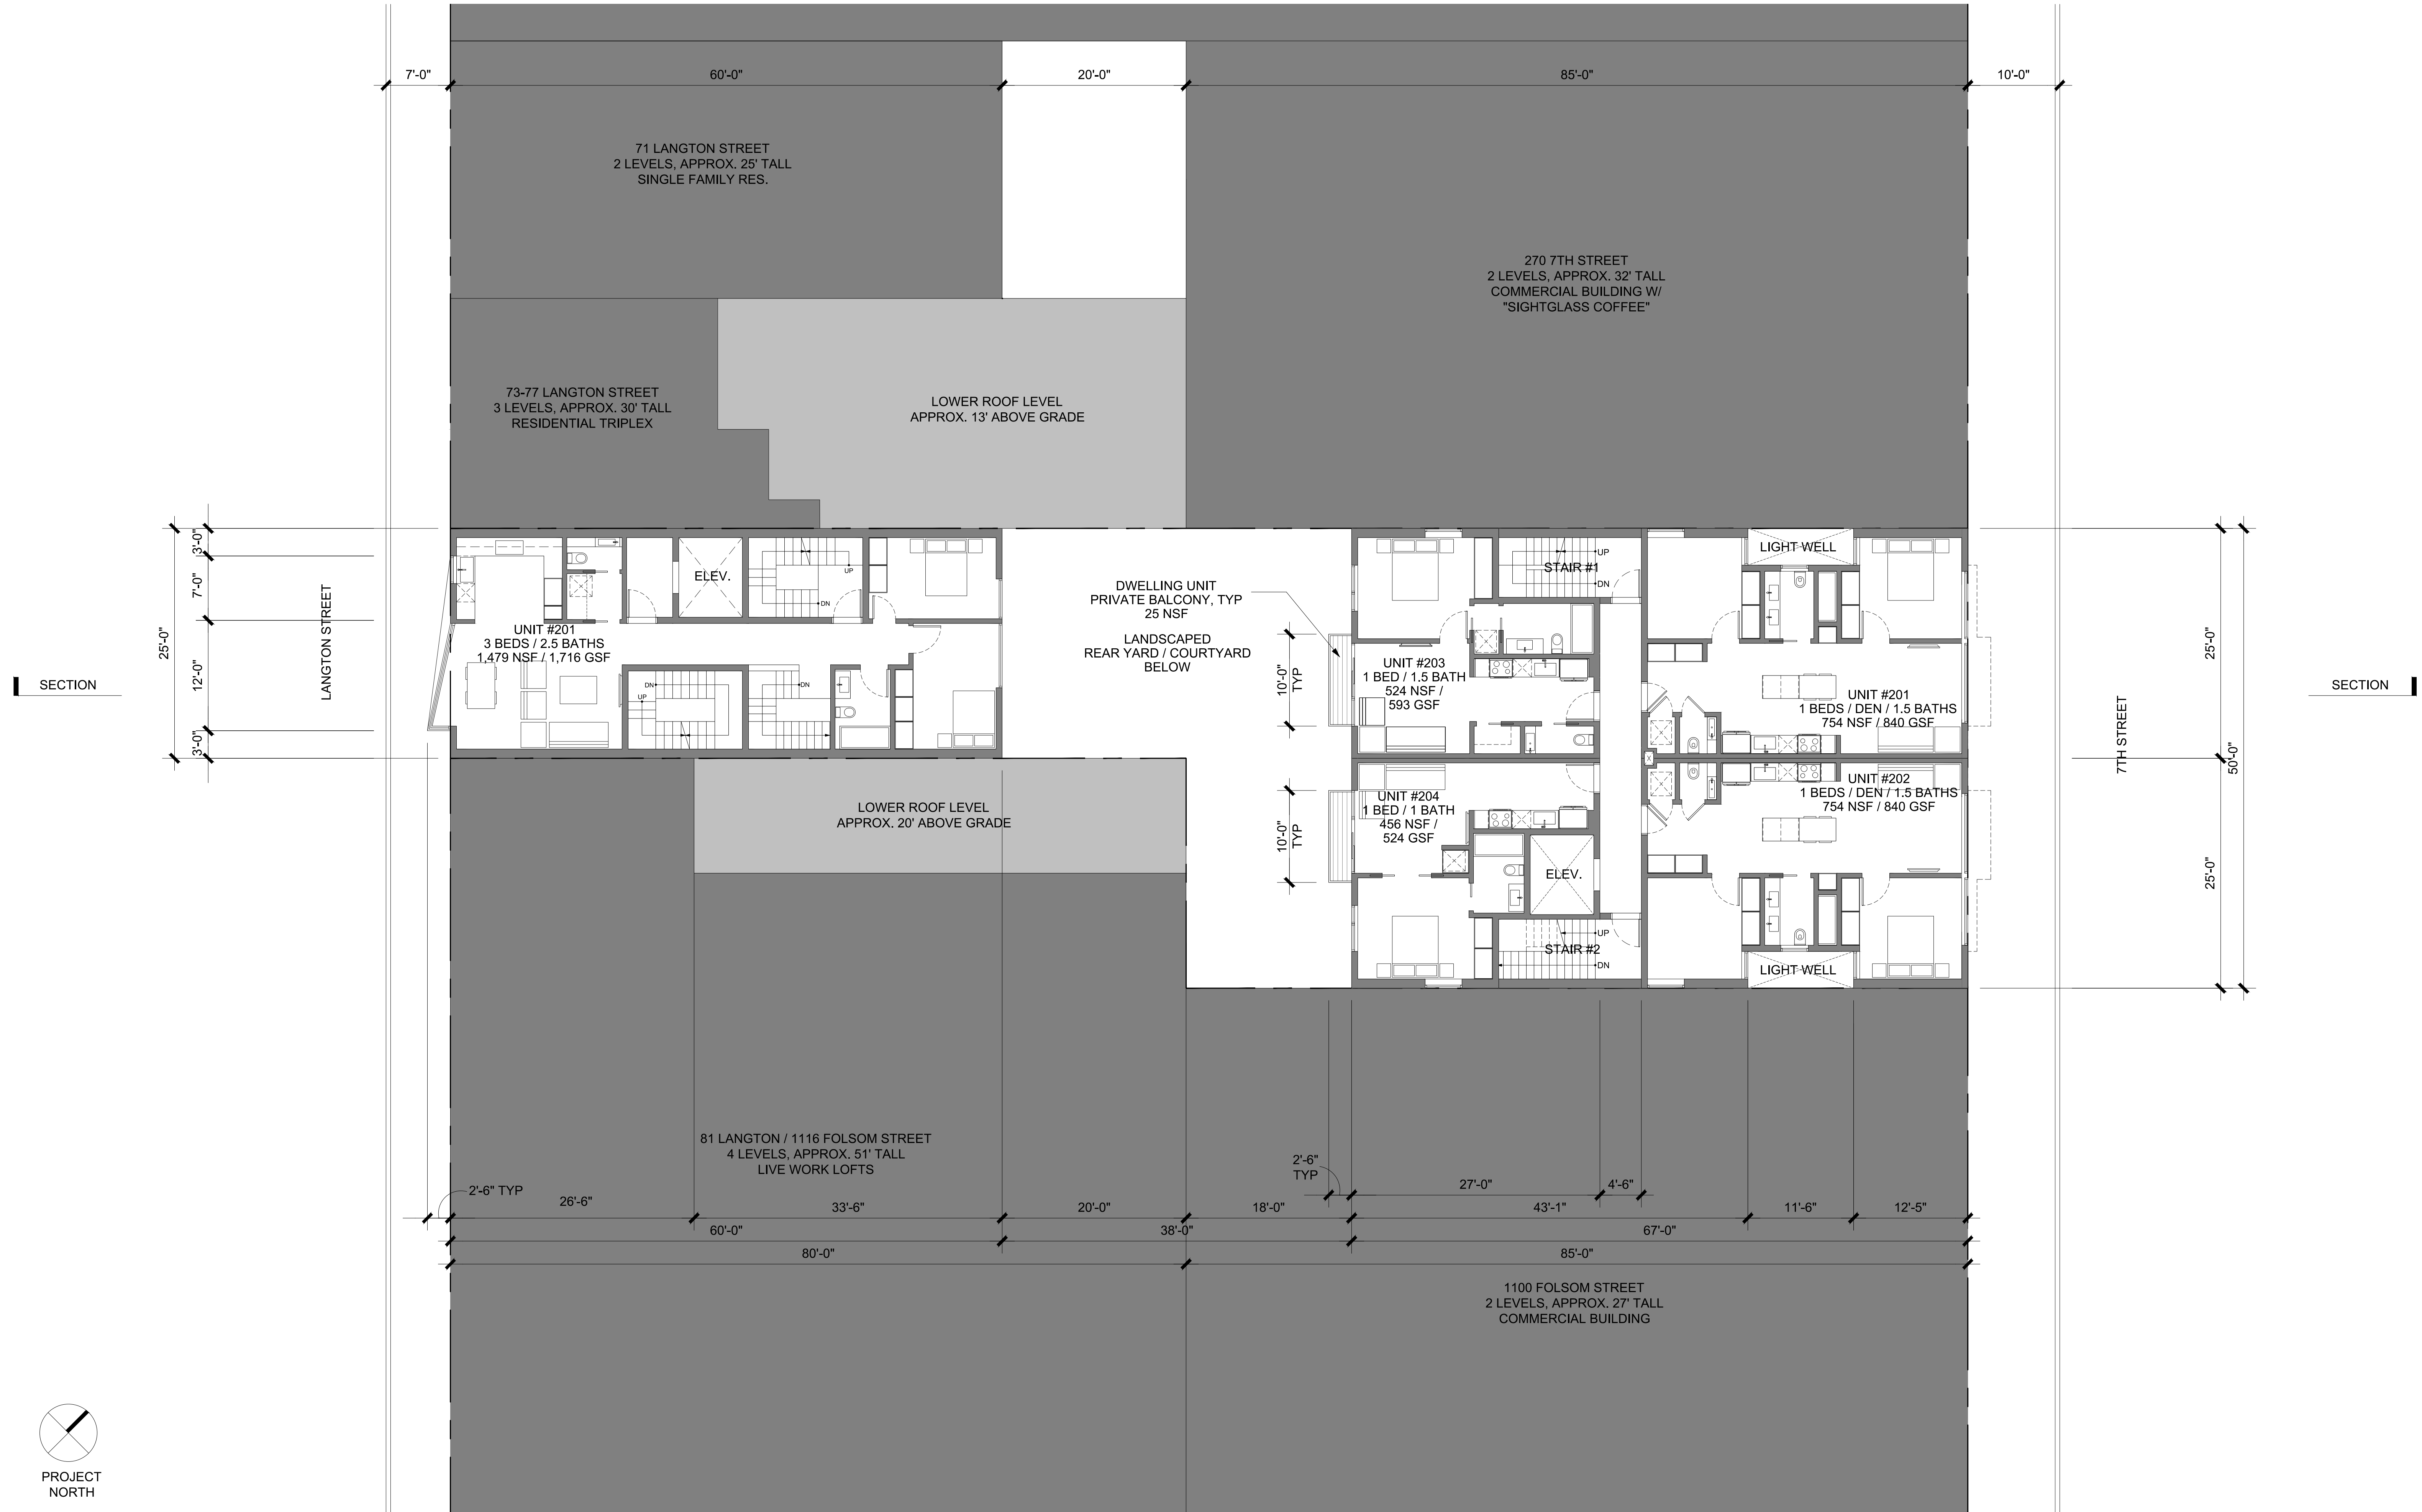 7'-0"
60'-0"
20'-0"
85'-0"
10'-0"
71 LANGTON STREET
2 LEVELS, APPROX. 25' TALL
SINGLE FAMILY RES.
270 7TH STREET
2 LEVELS, APPROX. 32' TALL
COMMERCIAL BUILDING W/
"SIGHTGLASS COFFEE"
73-77 LANGTON STREET
3 LEVELS, APPROX. 30' TALL
RESIDENTIAL TRIPLEX
LOWER ROOF LEVEL
APPROX. 13' ABOVE GRADE
SECTION
25'-0"
3'-0"
7'-0"
12'-0"
3'-0"
LANGTON STREET
ELEV.
UP
DN
UNIT #201
3 BEDS / 2.5 BATHS
1,479 NSF / 1,716 GSF
DN
UP
DN
DWELLING UNIT
PRIVATE BALCONY, TYP
25 NSF
LANDSCAPED
REAR YARD / COURTYARD
BELOW
10'-0"
TYP
10'-0"
TYP
UP
STAIR #1
DN
LIGHT WELL
UNIT #203
1 BED / 1.5 BATH
524 NSF /
593 GSF
UNIT #201
1 BEDS / DEN / 1.5 BATHS
754 NSF / 840 GSF
X
UNIT #202
1 BEDS / DEN / 1.5 BATHS
754 NSF / 840 GSF
UNIT #204
1 BED / 1 BATH
456 NSF /
524 GSF
ELEV.
UP
STAIR #2
DN
LIGHT WELL
7TH STREET
25'-0"
25'-0"
50'-0"
SECTION
LOWER ROOF LEVEL
APPROX. 20' ABOVE GRADE
81 LANGTON / 1116 FOLSOM STREET
4 LEVELS, APPROX. 51' TALL
LIVE WORK LOFTS
2'-6" TYP
2'-6"
TYP
27'-0"
4'-6"
26'-6"
33'-6"
20'-0"
18'-0"
43'-1"
11'-6"
12'-5"
60'-0"
38'-0"
67'-0"
80'-0"
85'-0"
1100 FOLSOM STREET
2 LEVELS, APPROX. 27' TALL
COMMERCIAL BUILDING
PROJECT
NORTH